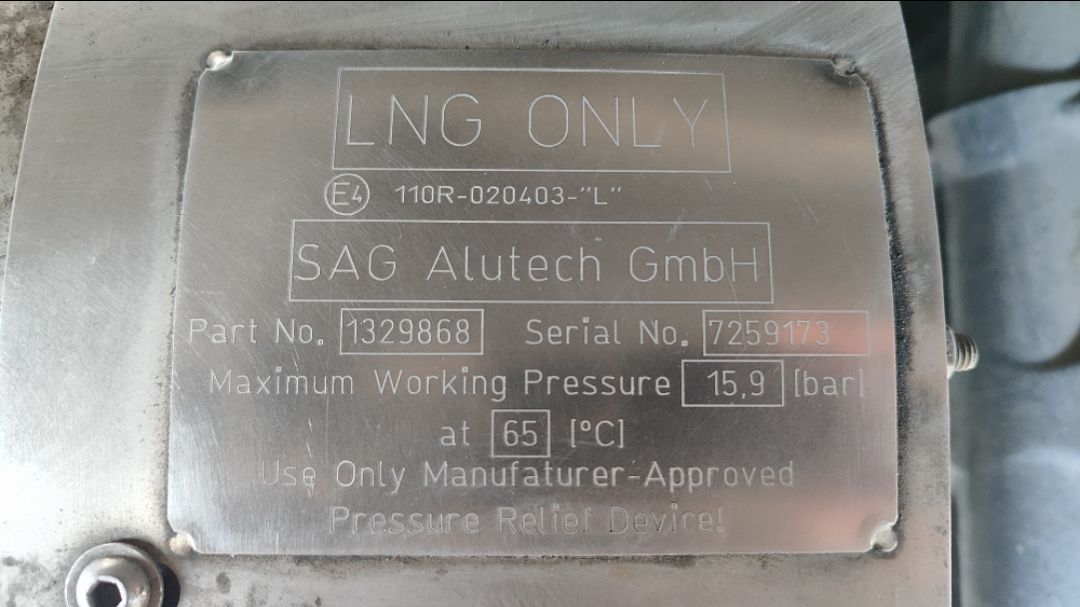 LNG ONLY
E4 110R-020403-"L"
SAG Alutech GmbH
Part No. 1329868 Serial No. 7259173
Maximum Working Pressure 15,9 [bar]
at 65 [°C]
Use Only Manufaturer-Approved
Pressure Relief Device!